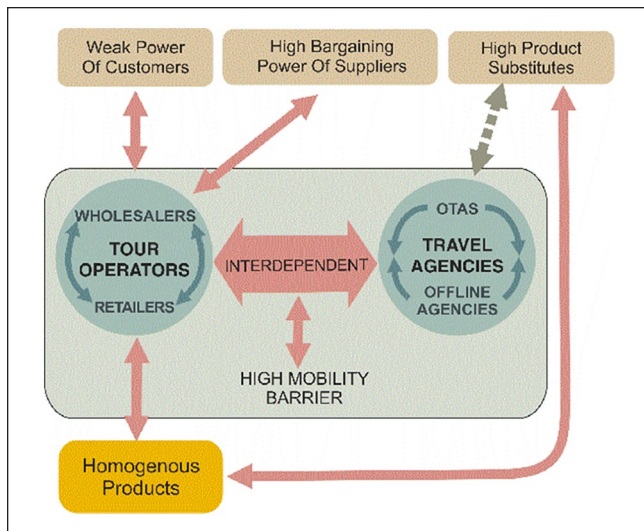 Weak Power
Of Customers
High Bargaining
Power Of Suppliers
High Product
Substitutes
WHOLESALERS
TOUR
OPERATORS
RETAILERS
INTERDEPENDENT
OTAS
TRAVEL
AGENCIES
OFFLINE
AGENCIES
HIGH MOBILITY
BARRIER
Homogenous
Products